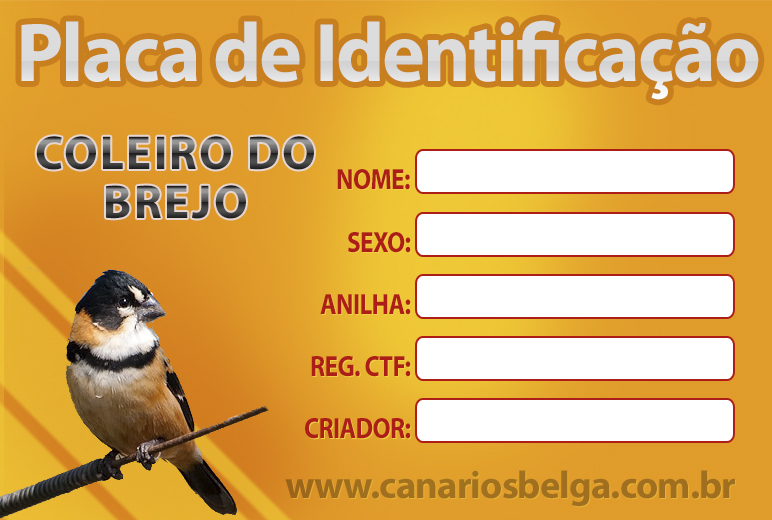 Placa de Identificação
COLEIRO DO
BREJO
NOME:
SEXO:
ANILHA:
REG. CTF:
CRIADOR:
www.canariosbelga.com.br